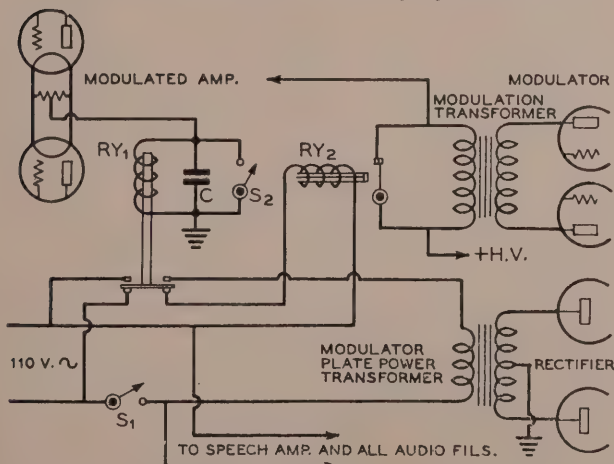 MODULATED AMP.
MODULATOR
MODULATION
TRANSFORMER
RY1
C
S2
RY2
+H.V.
110 V. ~
S1
MODULATOR
PLATE POWER
TRANSFORMER
RECTIFIER
TO SPEECH AMP. AND ALL AUDIO FILS.